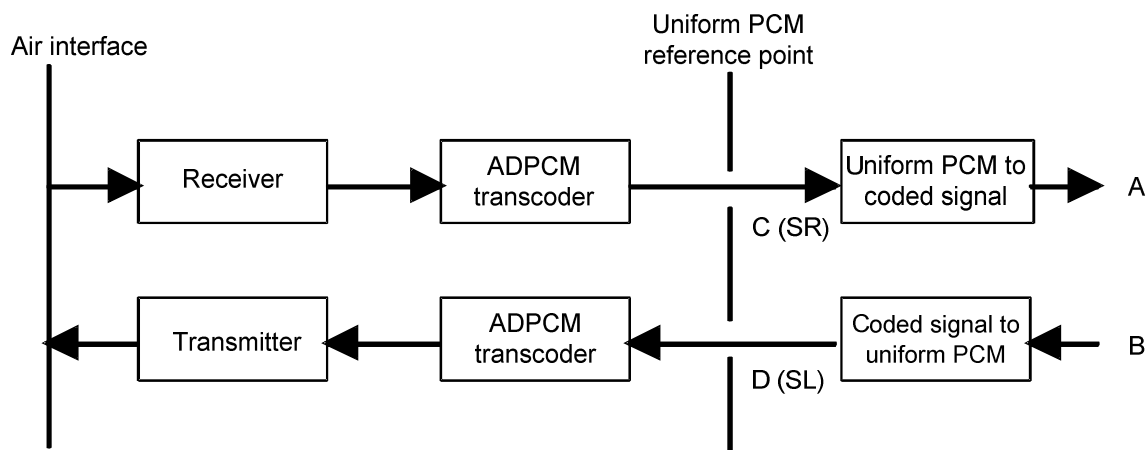 Air interface
Uniform PCM
reference point
Receiver
ADPCM
transcoder
Uniform PCM to
coded signal
A
C (SR)
Transmitter
ADPCM
transcoder
Coded signal to
uniform PCM
B
D (SL)